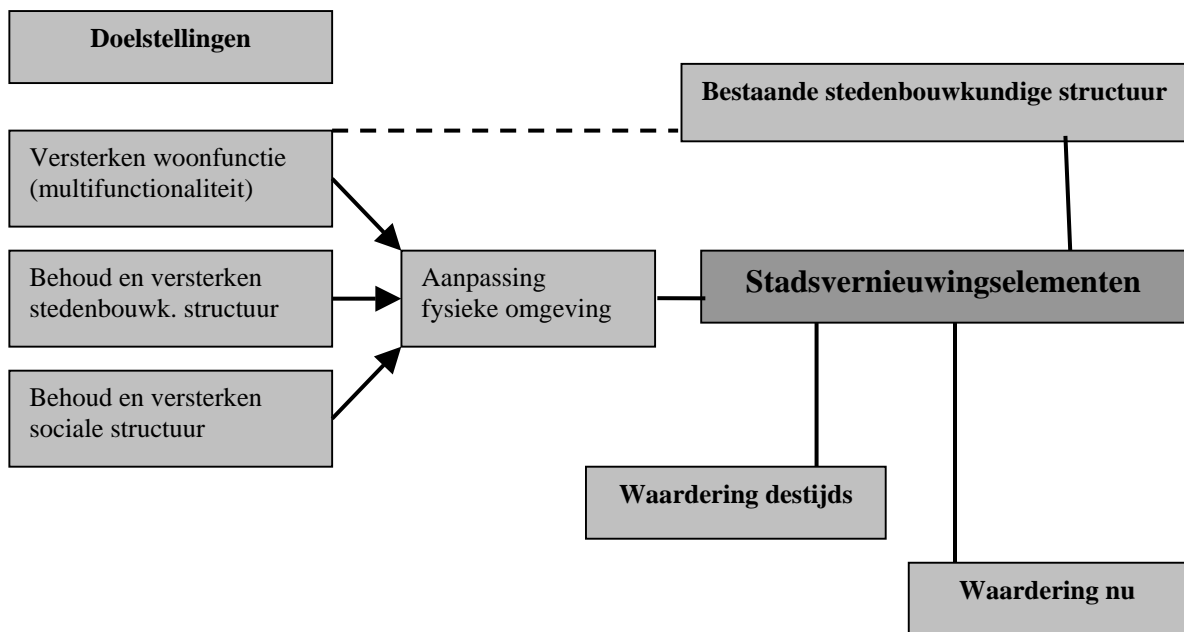 Doelstellingen
Bestaande stedenbouwkundige structuur
Versterken woonfunctie
(multifunctionaliteit)
Behoud en versterken
stedenbouwk. structuur
Aanpassing
fysieke omgeving
Stadsvernieuwingselementen
Behoud en versterken
sociale structuur
Waardering destijds
Waardering nu